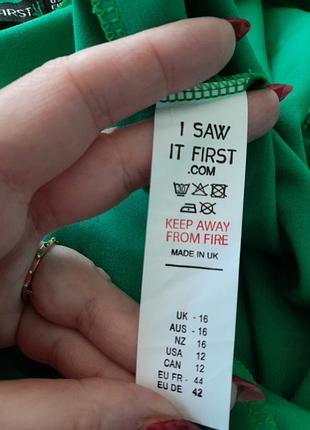 FIRST
I SAW
IT FIRST
.COM
KEEP AWAY
FROM FIRE
MADE IN UK
UK - 16
AUS - 16
NZ 16
USA 12
CAN 12
EU FR - 44
EU DE 42